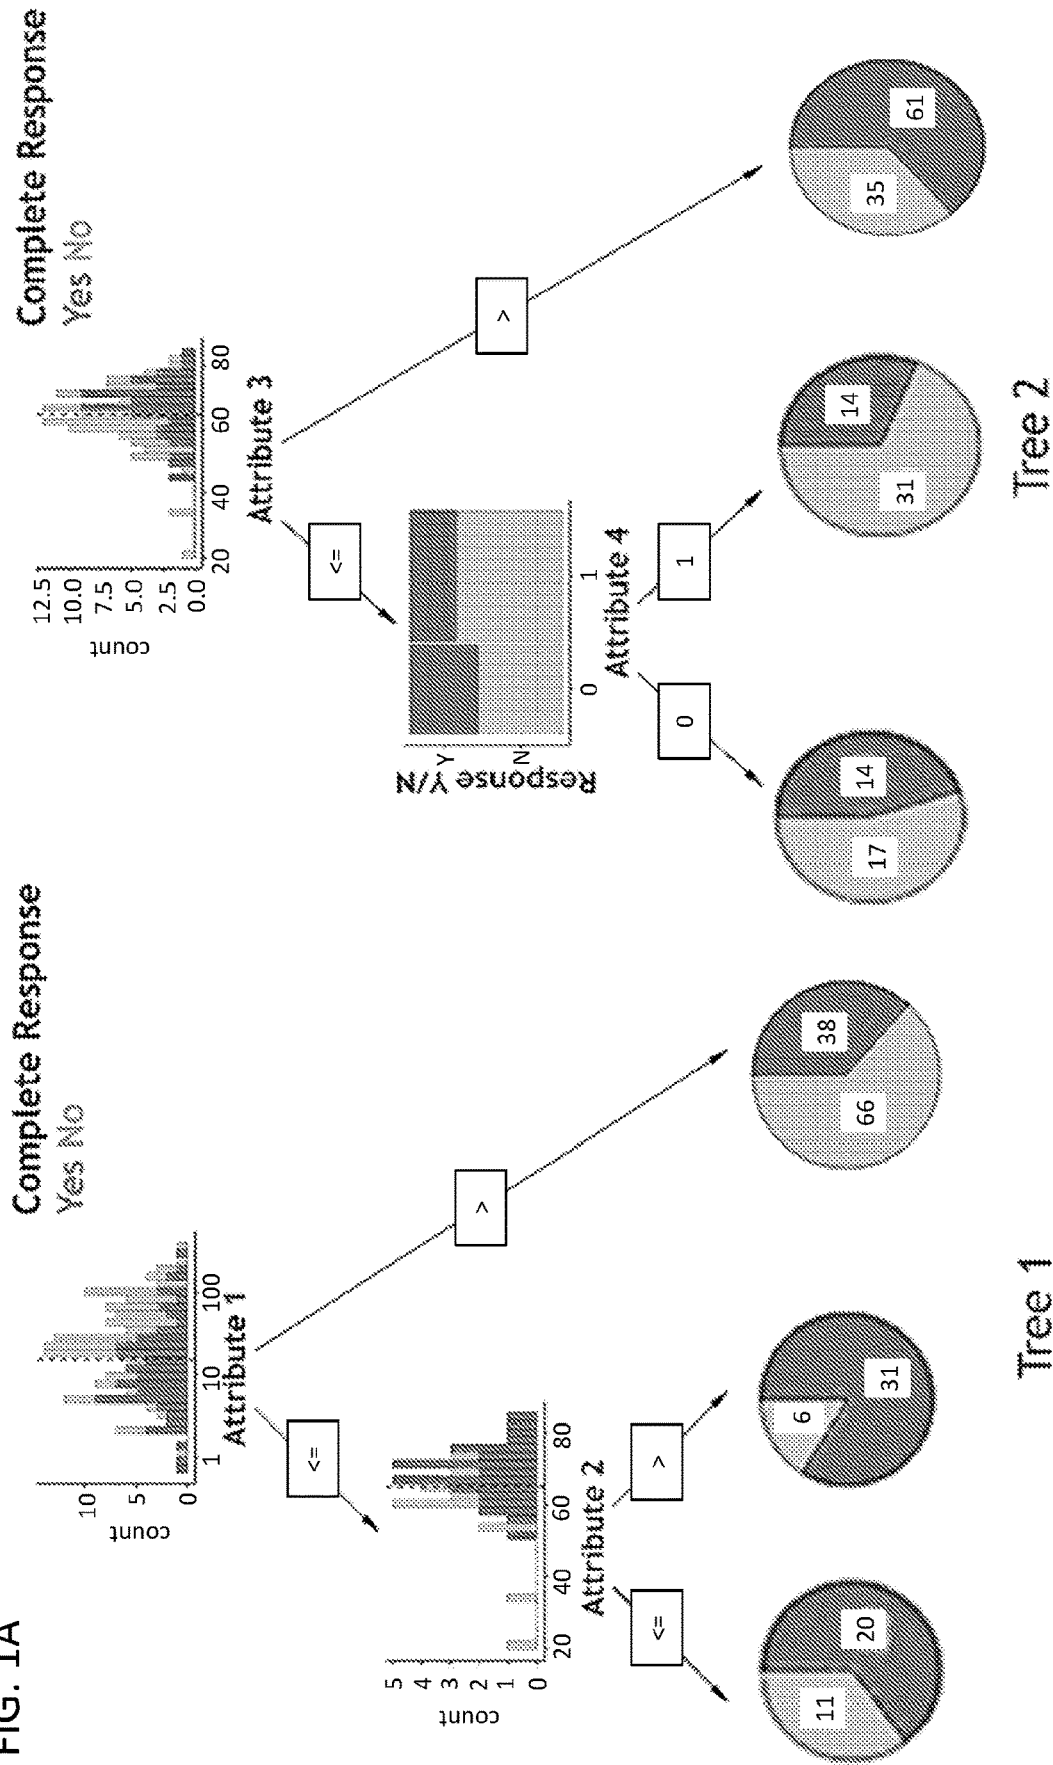 FIG. 1A
Complete Response
Yes No
count
10
5
0
1
10
100
Attribute 1
<=
>
count
5
4
3
2
1
0
20
40
60
80
Attribute 2
<=
>
11
20
6
31
66
38
Tree 1
Complete Response
Yes No
count
12.5
10.0
7.5
5.0
2.5
0.0
20
40
60
80
Attribute 3
<=
>
Response Y/N
Y
N
0
1
Attribute 4
0
1
17
14
31
14
35
61
Tree 2